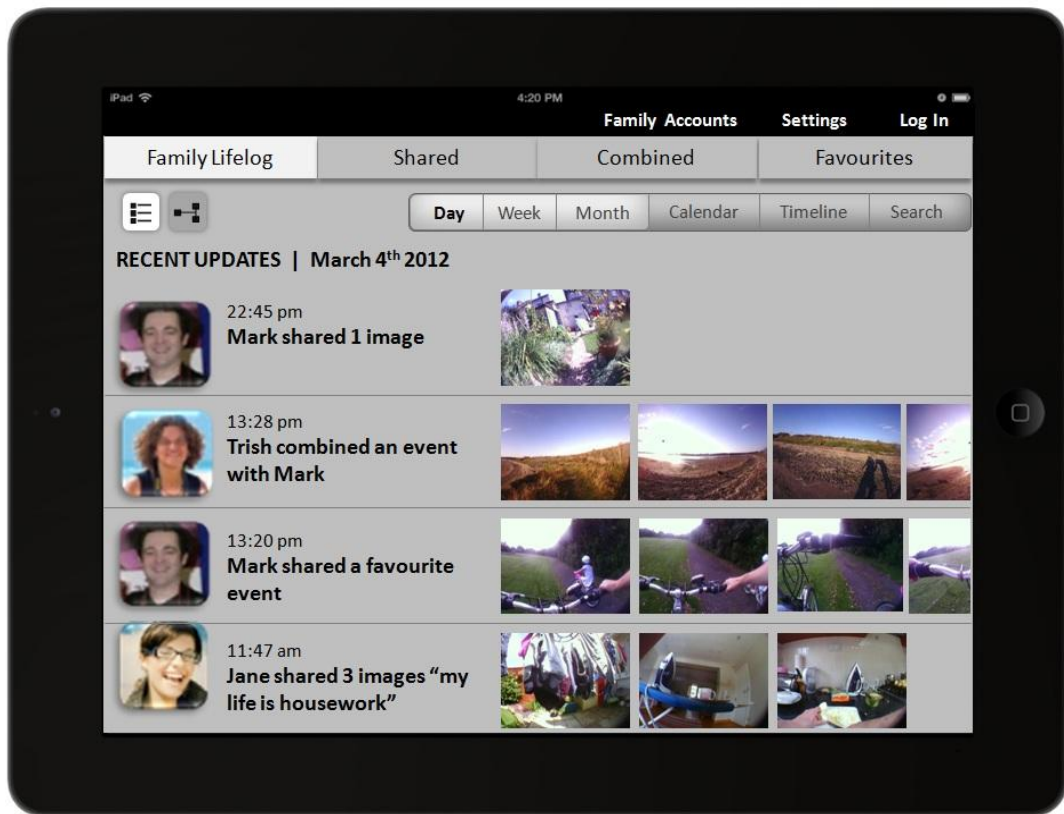 iPad 4:20 PM
Family Accounts Settings Log In
Family Lifelog Shared Combined Favourites
Day Week Month Calendar Timeline Search
RECENT UPDATES | March 4th 2012
22:45 pm
Mark shared 1 image
13:28 pm
Trish combined an event
with Mark
13:20 pm
Mark shared a favourite
event
11:47 am
Jane shared 3 images “my
life is housework”